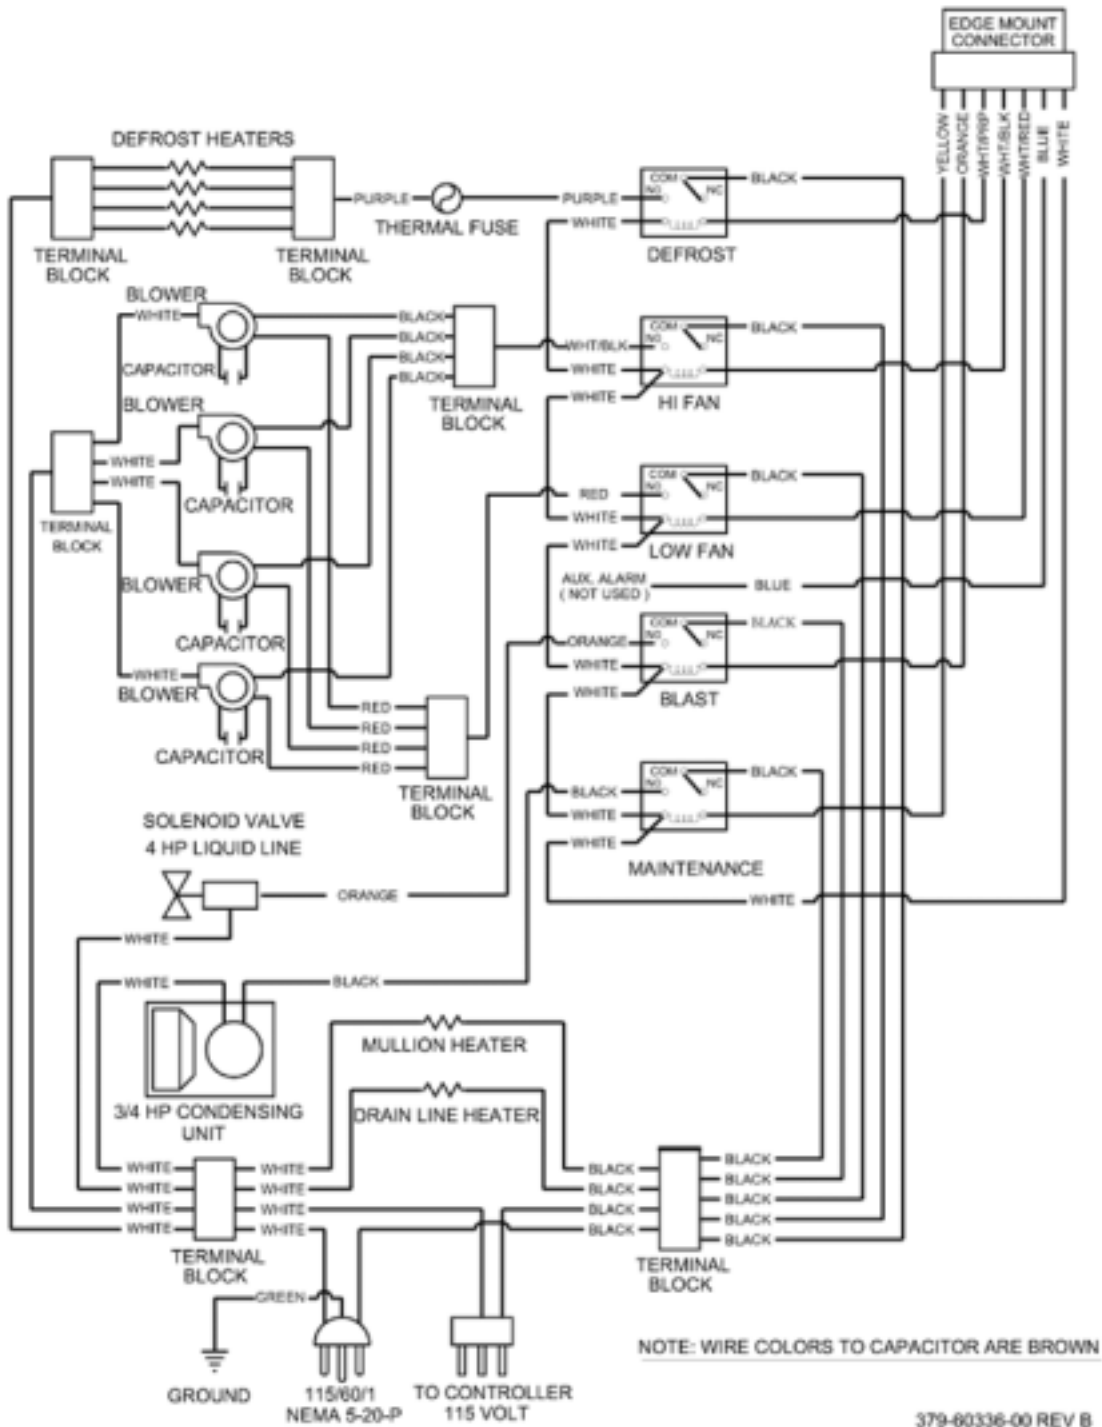 EDGE MOUNT
CONNECTOR
YELLOW
ORANGE
WHT/PRP
WHT/BLK
WHT/RED
BLUE
WHITE
DEFROST HEATERS
TERMINAL
BLOCK
TERMINAL
BLOCK
PURPLE
THERMAL FUSE
PURPLE
WHITE
COM
NO
NC
BLACK
DEFROST
BLOWER
WHITE
CAPACITOR
BLACK
BLACK
BLACK
BLACK
TERMINAL
BLOCK
WHT/BLK
WHITE
WHITE
COM
NO
NC
BLACK
HI FAN
BLOWER
WHITE
WHITE
CAPACITOR
TERMINAL
BLOCK
RED
WHITE
WHITE
COM
NO
NC
BLACK
LOW FAN
BLOWER
CAPACITOR
AUX. ALARM
( NOT USED )
BLUE
ORANGE
WHITE
WHITE
COM
NO
NC
BLACK
BLAST
WHITE
BLOWER
CAPACITOR
RED
RED
RED
RED
TERMINAL
BLOCK
BLACK
WHITE
WHITE
COM
NO
NC
BLACK
MAINTENANCE
WHITE
SOLENOID VALVE
4 HP LIQUID LINE
ORANGE
WHITE
WHITE
BLACK
3/4 HP CONDENSING
UNIT
MULLION HEATER
DRAIN LINE HEATER
WHITE
WHITE
WHITE
WHITE
WHITE
WHITE
WHITE
WHITE
TERMINAL
BLOCK
BLACK
BLACK
BLACK
BLACK
BLACK
BLACK
BLACK
BLACK
BLACK
TERMINAL
BLOCK
GREEN
GROUND
115/60/1
NEMA 5-20-P
TO CONTROLLER
115 VOLT
NOTE: WIRE COLORS TO CAPACITOR ARE BROWN
379-60336-00 REV B